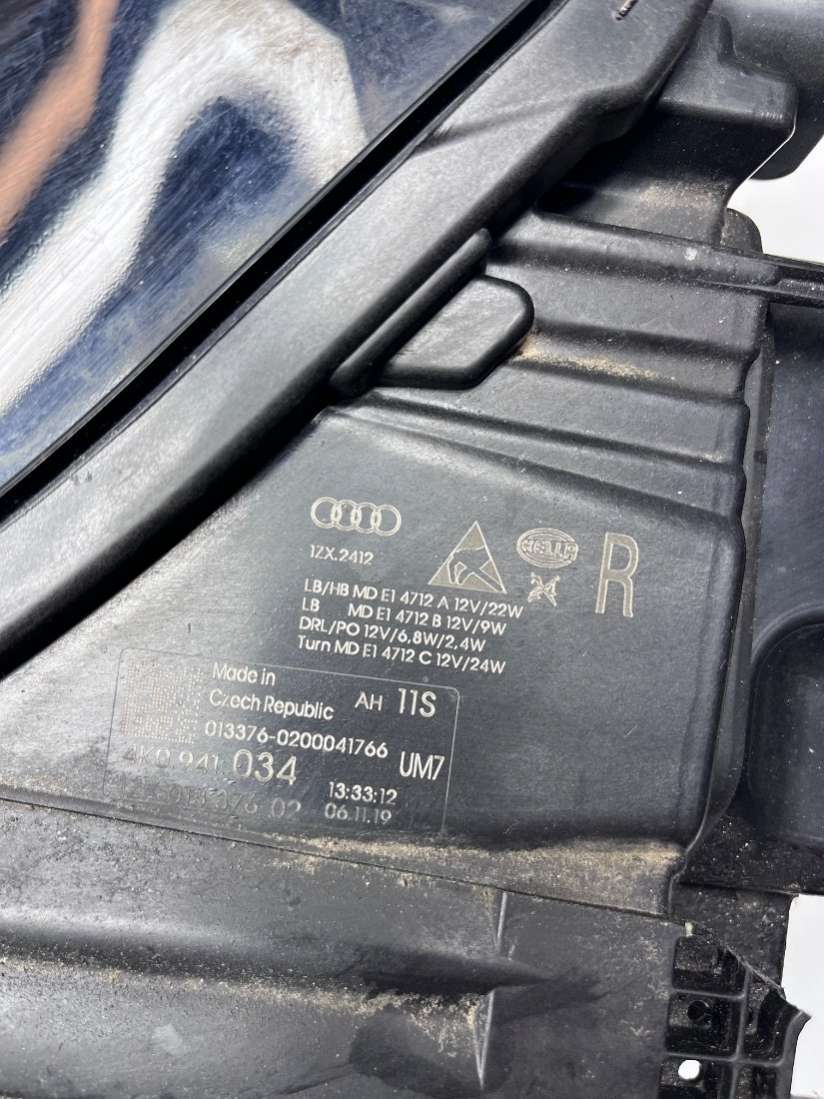 1ZX.2412
HELLA
R
LB/HB MD E1 4712 A 12V/22W
LB MD E1 4712 B 12V/9W
DRL/PO 12V/6,8W/2,4W
Turn MD E1 4712 C 12V/24W
Made in
Czech Republic AH 11S
013376-0200041766
4K0 941 034 UM7
13:33:12
06.11.19